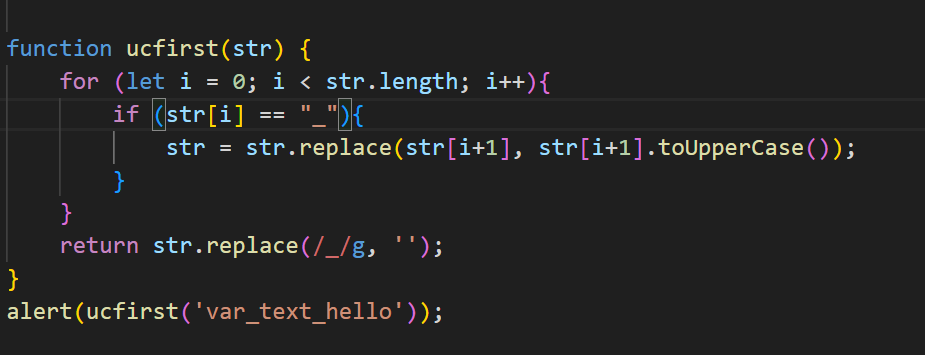 function ucfirst(str) {
    for (let i = 0; i < str.length; i++){
        if (str[i] == "_"){
            str = str.replace(str[i+1], str[i+1].toUpperCase());
        }
    }
    return str.replace(/_/g, '');
}
alert(ucfirst('var_text_hello'));